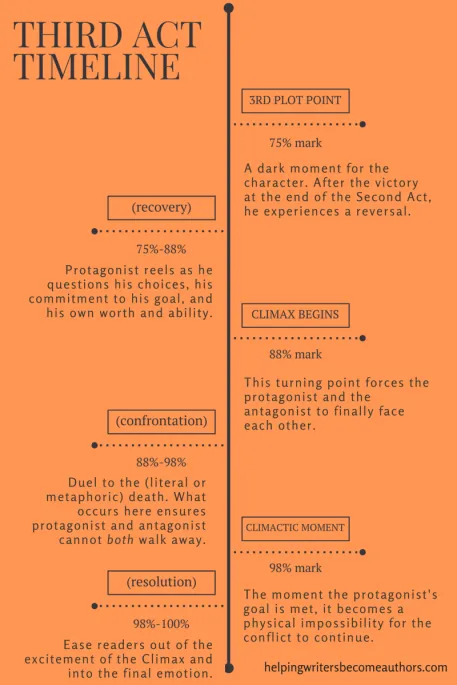 THIRD ACT
TIMELINE
3RD PLOT POINT
75% mark
A dark moment for the
character. After the victory
at the end of the Second Act,
he experiences a reversal.
(recovery)
75%-88%
Protagonist reels as he
questions his choices, his
commitment to his goal, and
his own worth and ability.
CLIMAX BEGINS
88% mark
This turning point forces the
protagonist and the
antagonist to finally face
each other.
(confrontation)
88%-98%
Duel to the (literal or
metaphoric) death. What
occurs here ensures
protagonist and antagonist
cannot both walk away.
CLIMACTIC MOMENT
98% mark
The moment the protagonist's
goal is met, it becomes a
physical impossibility for the
conflict to continue.
(resolution)
98%-100%
Ease readers out of the
excitement of the Climax and
into the final emotion.
helpingwritersbecomeauthors.com